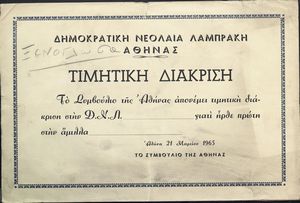 ΔΗΜΟΚΡΑΤΙΚΗ ΝΕΟΛΑΙΑ ΛΑΜΠΡΑΚΗ
ΑΘΗΝΑΣ
ΤΙΜΗΤΙΚΗ ΔΙΑΚΡΙΣΗ
Τὸ Συμβούλιο τῆς Ἀθήνας ἀπονέμει τιμητικὴ διά-
κριση στὴν Δ.Κ.Λ. γιατὶ ἦρθε πρώτη
στὴν ἅμιλλα
Ἀθήνα 21 Μαρτίου 1965
ΤΟ ΣΥΜΒΟΥΛΙΟ ΤΗΣ ΑΘΗΝΑΣ